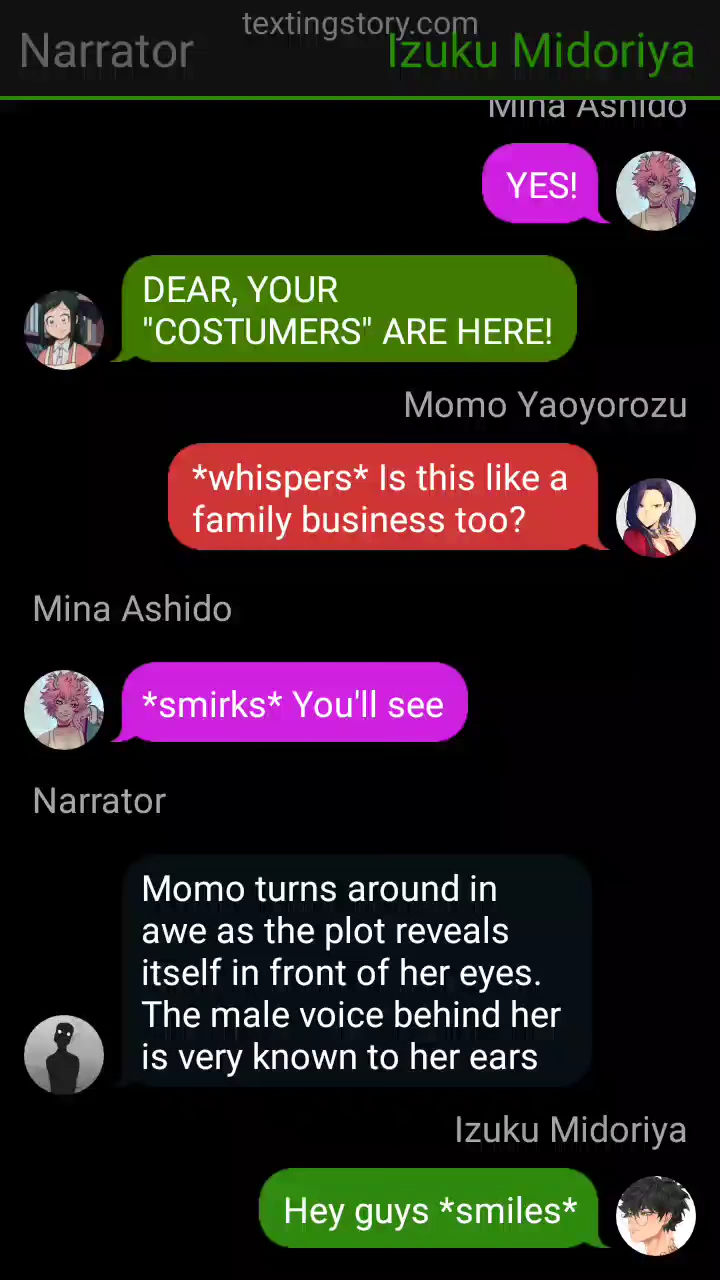 textingstory.com
Narrator
Izuku Midoriya
Mina Ashido
YES!
DEAR, YOUR
"COSTUMERS" ARE HERE!
Momo Yaoyorozu
*whispers* Is this like a
family business too?
Mina Ashido
*smirks* You'll see
Narrator
Momo turns around in
awe as the plot reveals
itself in front of her eyes.
The male voice behind her
is very known to her ears
Izuku Midoriya
Hey guys *smiles*